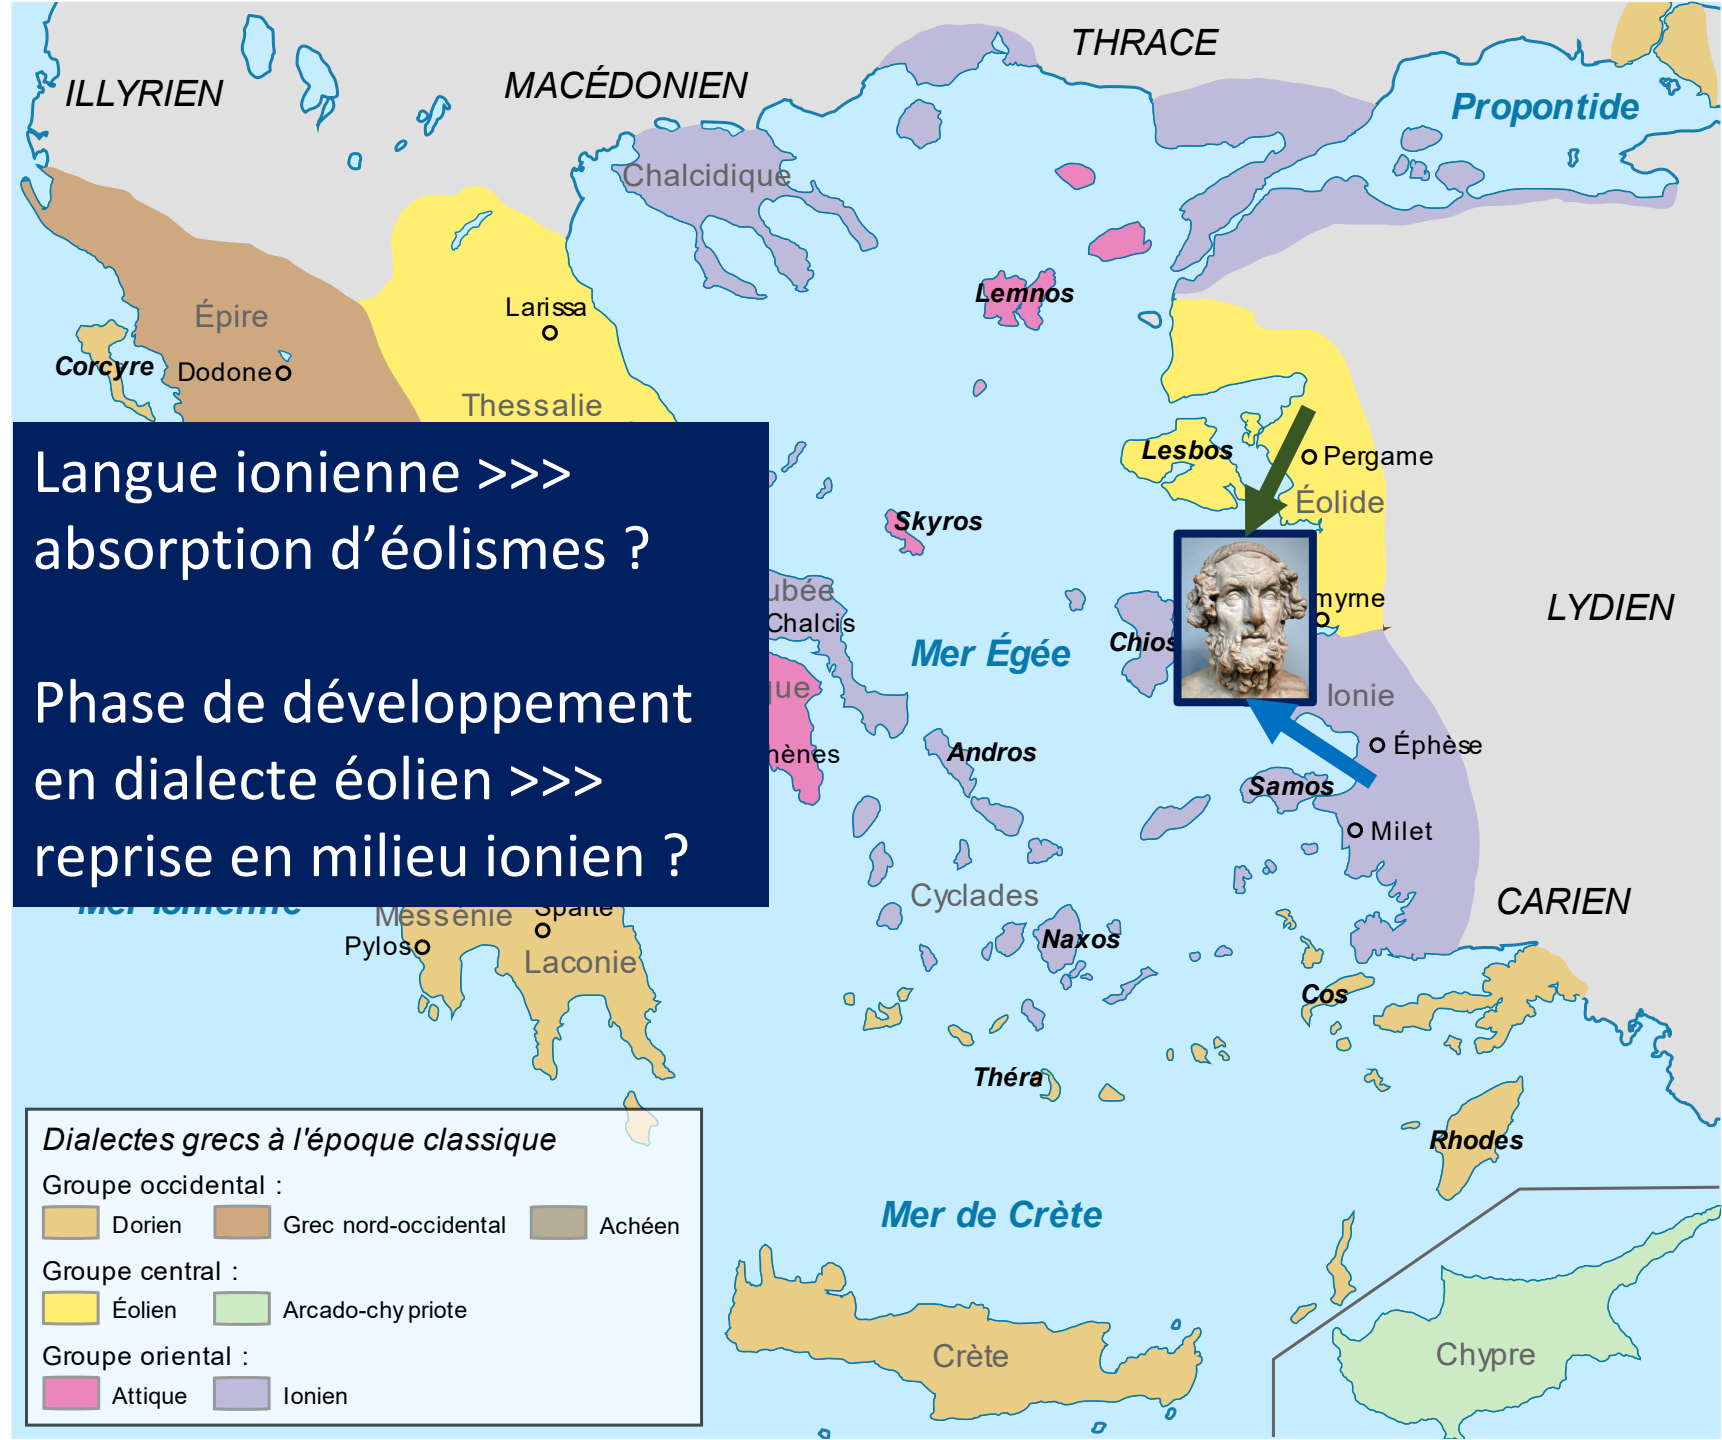 THRACE
MACÉDONIEN
ILLYRIEN
Propontide
Chalcidique
Lemnos
Larissa
Épire
Corcyre
Dodone
Thessalie
Lesbos
Pergame
Éolide
Langue ionienne >>>
absorption d’éolismes ?
Phase de développement
en dialecte éolien >>>
reprise en milieu ionien ?
Skyros
Chalcis
Mer Égée
Chios
LYDIEN
Ionie
Éphèse
Andros
Samos
Milet
Cyclades
CARIEN
Naxos
Messénie
Sparte
Pylos
Laconie
Cos
Théra
Rhodes
Mer de Crète
Crète
Chypre
Dialectes grecs à l'époque classique
Groupe occidental :
Dorien Grec nord-occidental Achéen
Groupe central :
Éolien Arcado-chypriote
Groupe oriental :
Attique Ionien